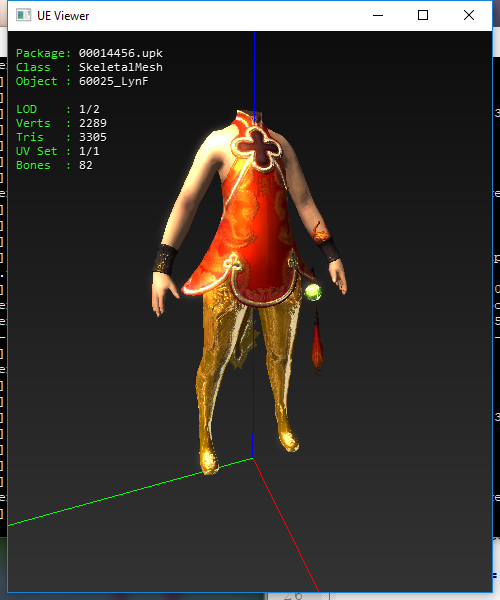 UE Viewer
Package: 00014456.upk
Class : SkeletalMesh
Object : 60025_LynF
LOD : 1/2
Verts : 2289
Tris : 3305
UV Set : 1/1
Bones : 82